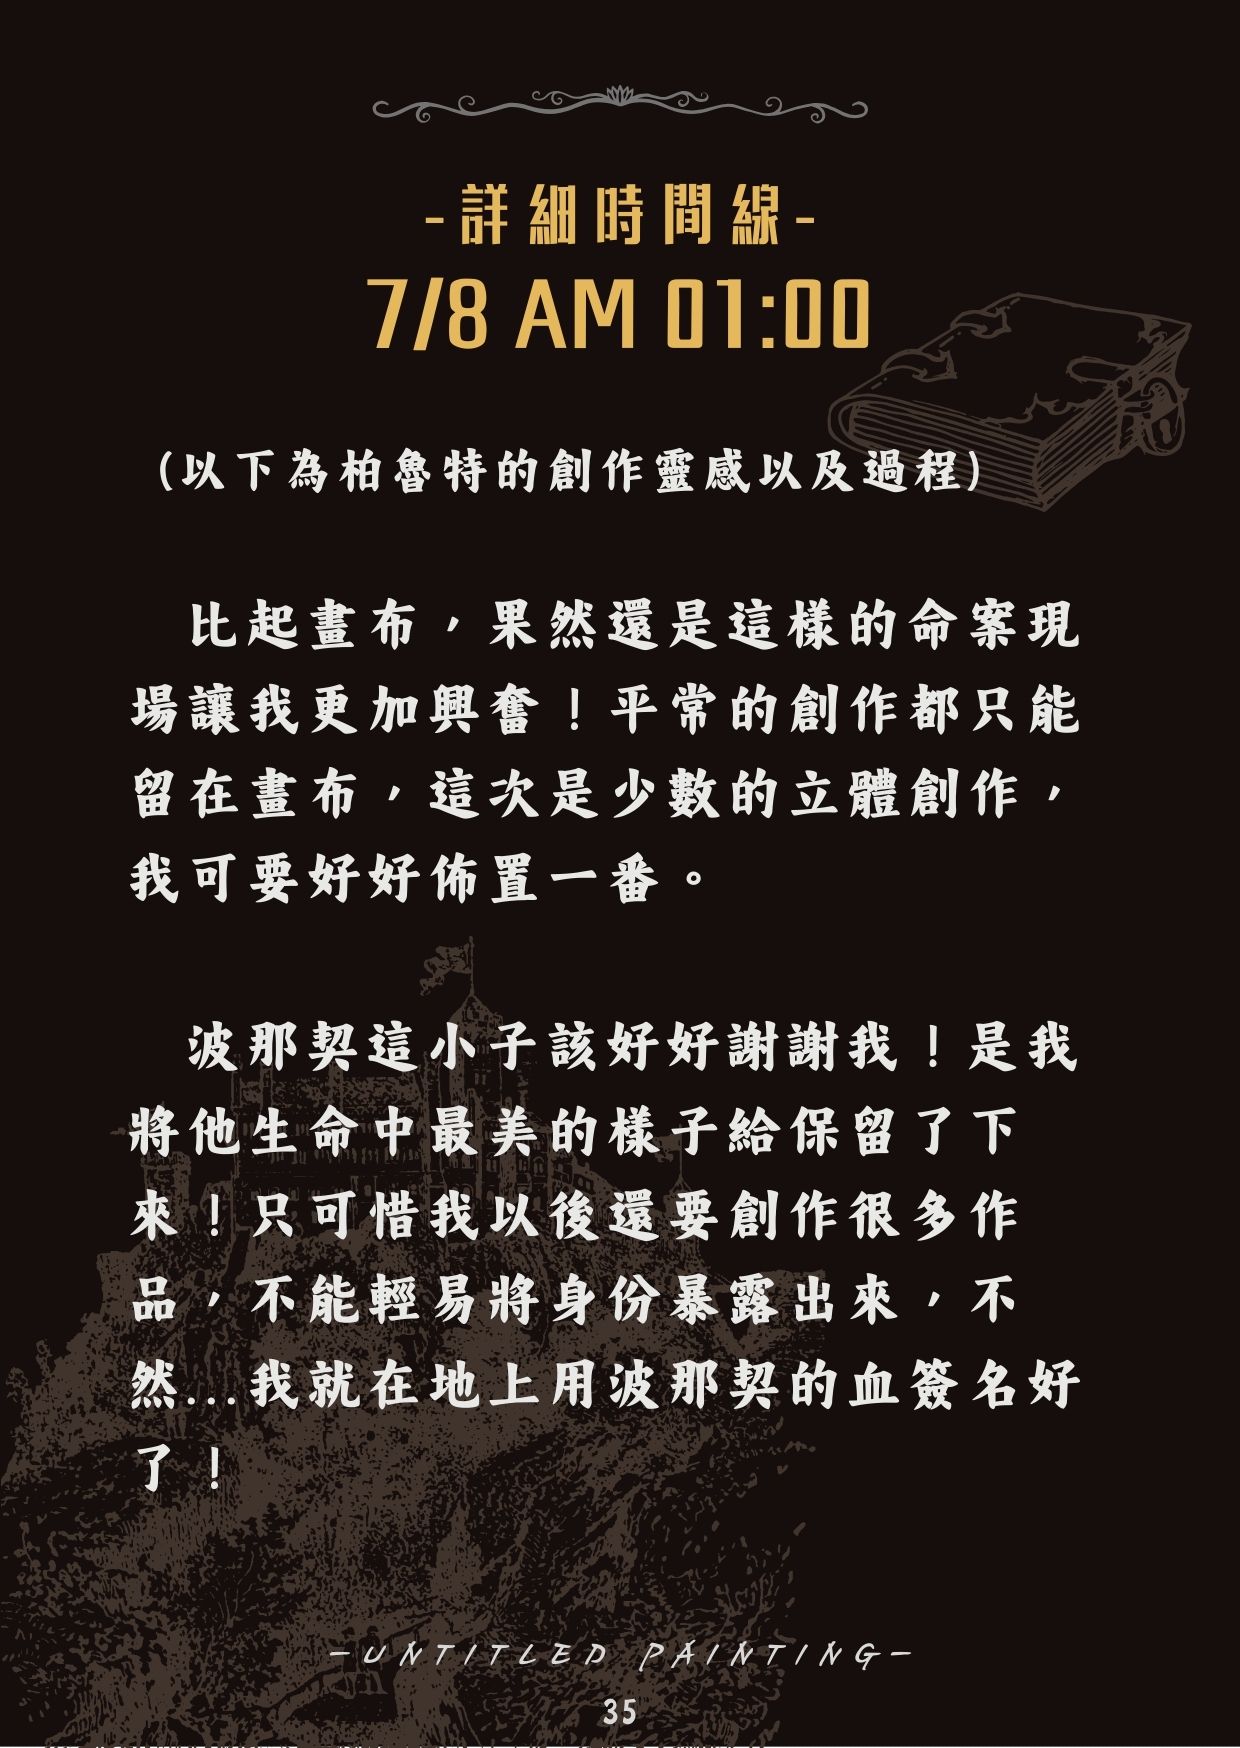 -詳細時間線-
7/8 AM 01:00
(以下為柏魯特的創作靈感以及過程)
比起畫布，果然還是這樣的命案現
場讓我更加興奮！平常的創作都只能
留在畫布，這次是少數的立體創作，
我可要好好佈置一番。
波那契這小子該好好謝謝我！是我
將他生命中最美的樣子給保留了下
來！只可惜我以後還要創作很多作
品，不能輕易將身份暴露出來，不
然...我就在地上用波那契的血簽名好
了！
-UNTITLED PAINTING-
35